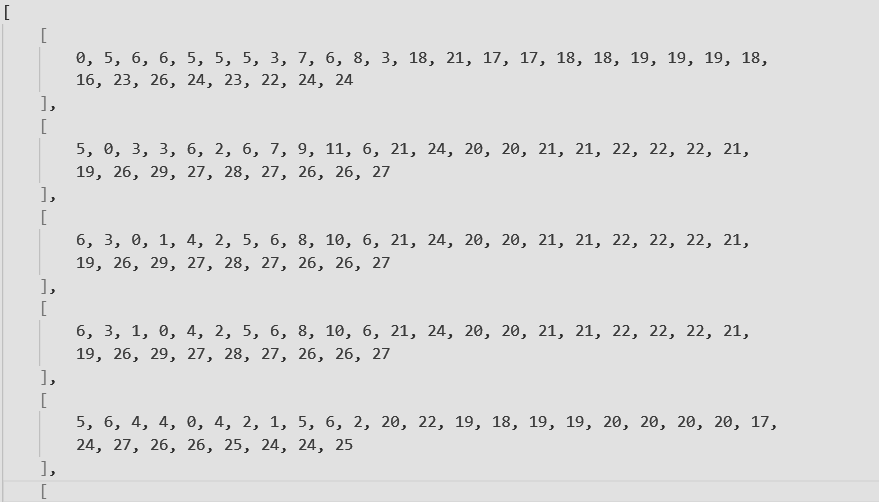 [
[
0, 5, 6, 6, 5, 5, 5, 3, 7, 6, 8, 3, 18, 21, 17, 17, 18, 18, 19, 19, 19, 18,
16, 23, 26, 24, 23, 22, 24, 24
],
[
5, 0, 3, 3, 6, 2, 6, 7, 9, 11, 6, 21, 24, 20, 20, 21, 21, 22, 22, 22, 21,
19, 26, 29, 27, 28, 27, 26, 26, 27
],
[
6, 3, 0, 1, 4, 2, 5, 6, 8, 10, 6, 21, 24, 20, 20, 21, 21, 22, 22, 22, 21,
19, 26, 29, 27, 28, 27, 26, 26, 27
],
[
6, 3, 1, 0, 4, 2, 5, 6, 8, 10, 6, 21, 24, 20, 20, 21, 21, 22, 22, 22, 21,
19, 26, 29, 27, 28, 27, 26, 26, 27
],
[
5, 6, 4, 4, 0, 4, 2, 1, 5, 6, 2, 20, 22, 19, 18, 19, 19, 20, 20, 20, 20, 17,
24, 27, 26, 26, 25, 24, 24, 25
],
[